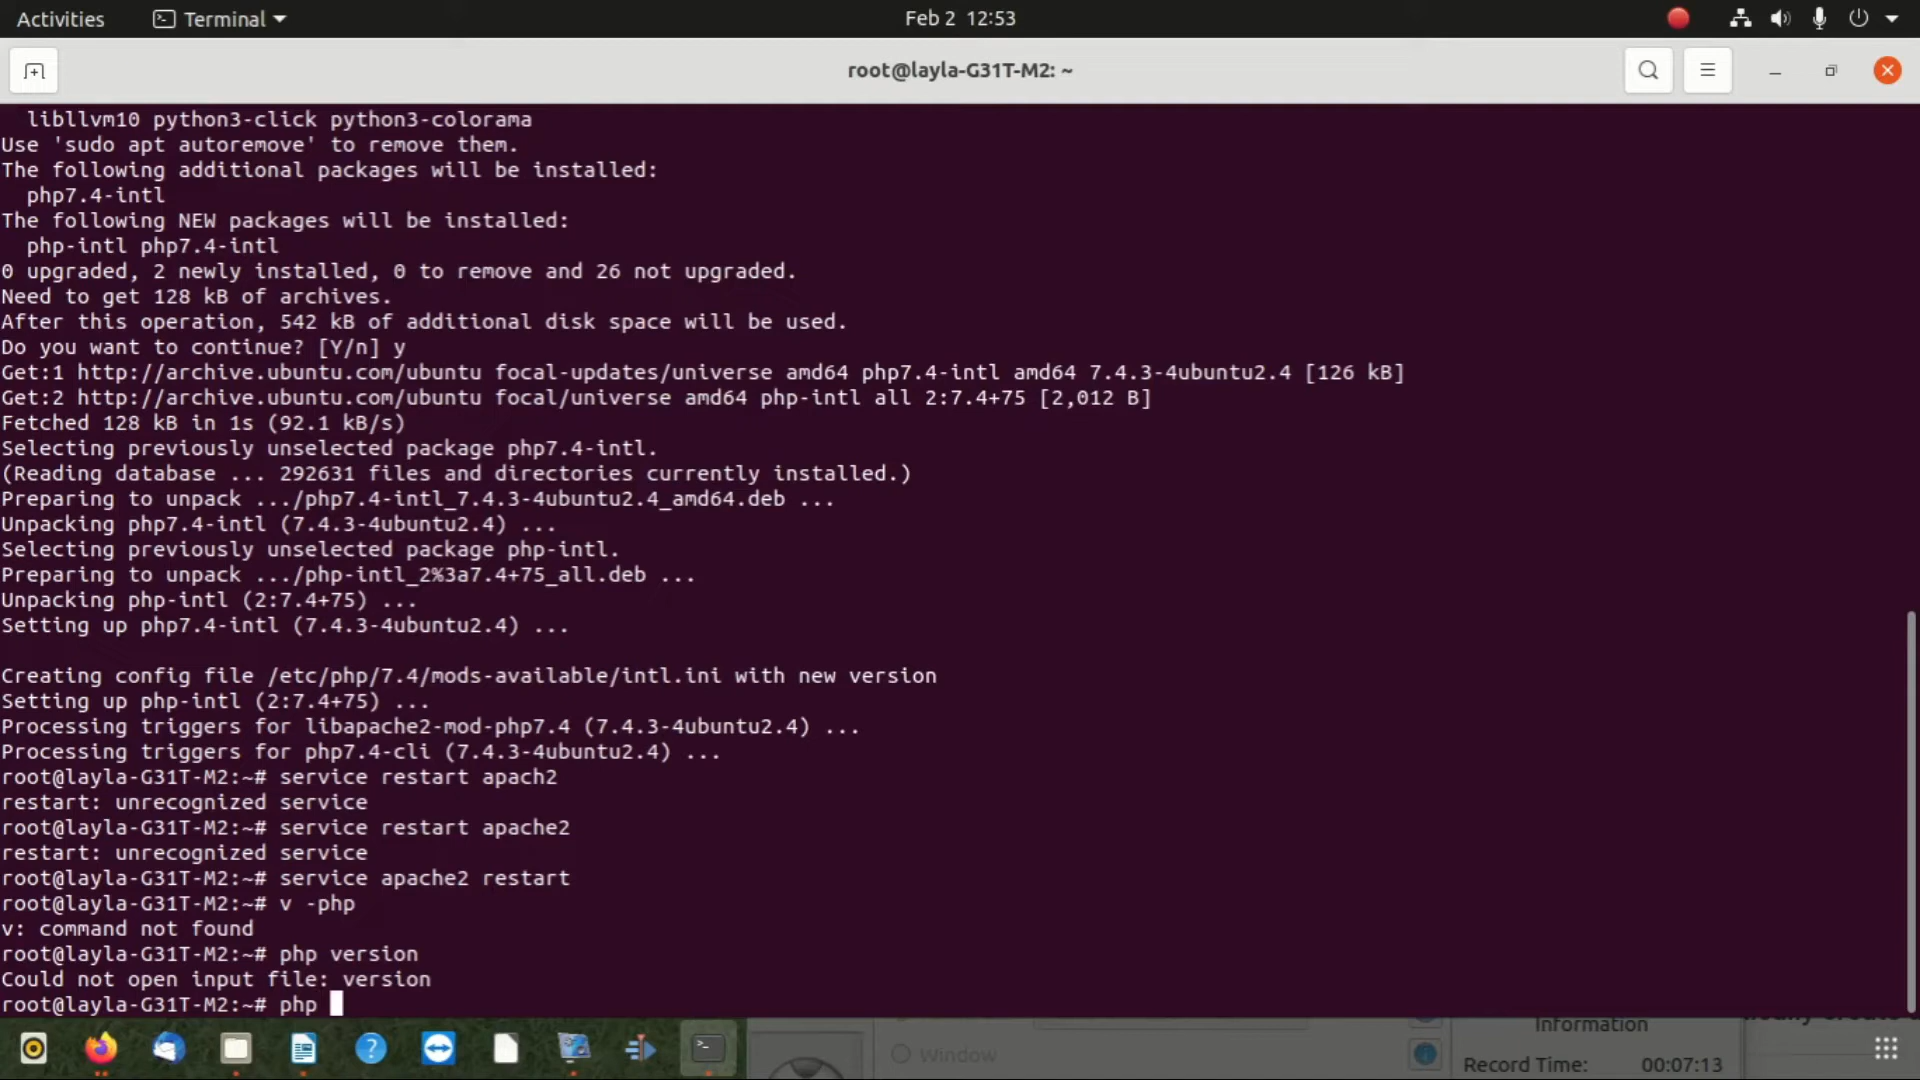 Activities
Terminal
Feb 2 12:53
root@layla-G31T-M2: ~
libllvm10 python3-click python3-colorama
Use 'sudo apt autoremove' to remove them.
The following additional packages will be installed:
php7.4-intl
The following NEW packages will be installed:
php-intl php7.4-intl
0 upgraded, 2 newly installed, 0 to remove and 26 not upgraded.
Need to get 128 kB of archives.
After this operation, 542 kB of additional disk space will be used.
Do you want to continue? [Y/n] y
Get:1 http://archive.ubuntu.com/ubuntu focal-updates/universe amd64 php7.4-intl amd64 7.4.3-4ubuntu2.4 [126 kB]
Get:2 http://archive.ubuntu.com/ubuntu focal/universe amd64 php-intl all 2:7.4+75 [2,012 B]
Fetched 128 kB in 1s (92.1 kB/s)
Selecting previously unselected package php7.4-intl.
(Reading database ... 292631 files and directories currently installed.)
Preparing to unpack .../php7.4-intl_7.4.3-4ubuntu2.4_amd64.deb ...
Unpacking php7.4-intl (7.4.3-4ubuntu2.4) ...
Selecting previously unselected package php-intl.
Preparing to unpack .../php-intl_2%3a7.4+75_all.deb ...
Unpacking php-intl (2:7.4+75) ...
Setting up php7.4-intl (7.4.3-4ubuntu2.4) ...
Creating config file /etc/php/7.4/mods-available/intl.ini with new version
Setting up php-intl (2:7.4+75) ...
Processing triggers for libapache2-mod-php7.4 (7.4.3-4ubuntu2.4) ...
Processing triggers for php7.4-cli (7.4.3-4ubuntu2.4) ...
root@layla-G31T-M2:~# service restart apach2
restart: unrecognized service
root@layla-G31T-M2:~# service restart apache2
restart: unrecognized service
root@layla-G31T-M2:~# service apache2 restart
root@layla-G31T-M2:~# v -php
v: command not found
root@layla-G31T-M2:~# php version
Could not open input file: version
root@layla-G31T-M2:~# php
Window
Information
Record Time: 00:07:13